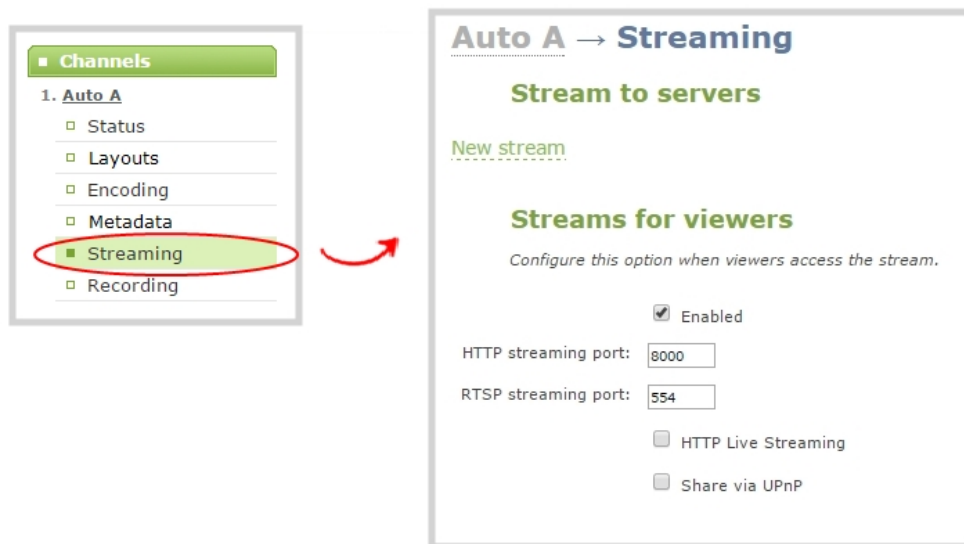 Channels
1. Auto A
Status
Layouts
Encoding
Metadata
Streaming
Recording
Auto A → Streaming
Stream to servers
New stream
Streams for viewers
Configure this option when viewers access the stream.
Enabled
HTTP streaming port: 8000
RTSP streaming port: 554
HTTP Live Streaming
Share via UPnP